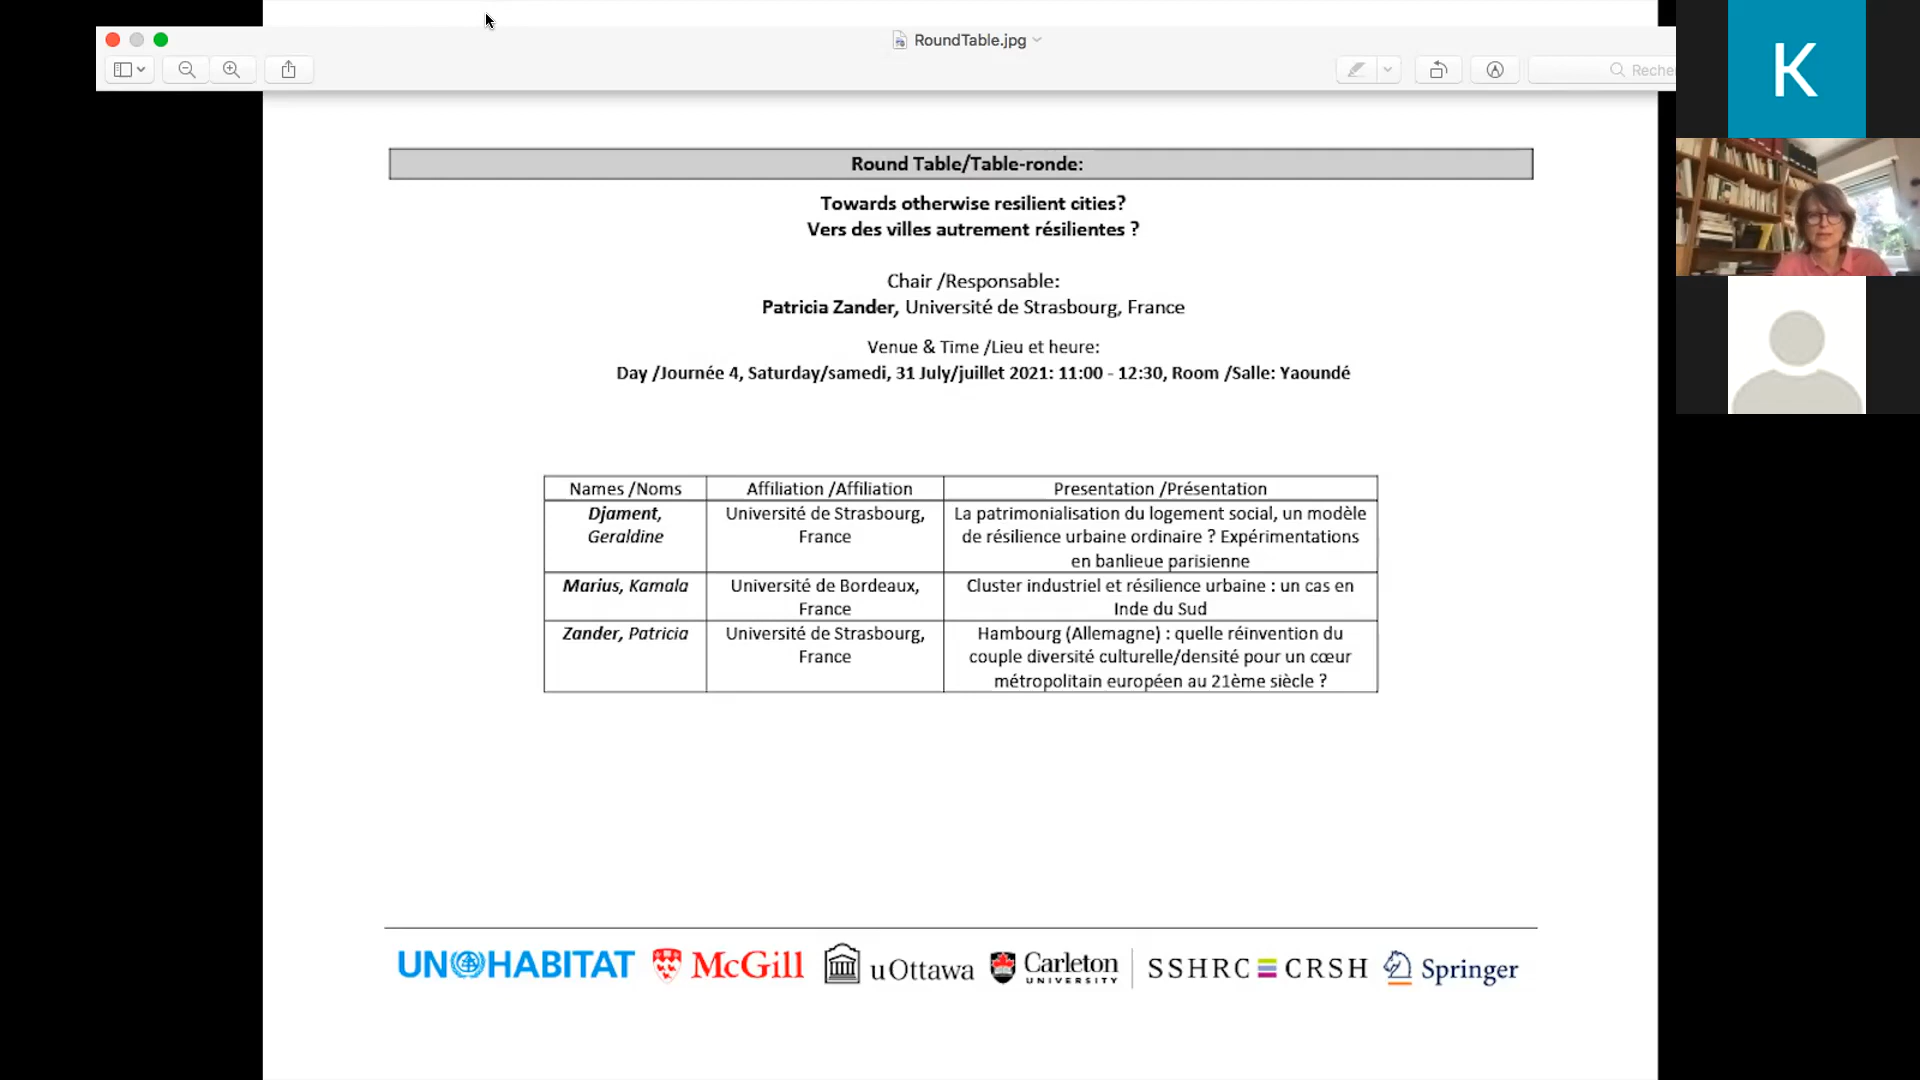 RoundTable.jpg
Reche
K
Round Table/Table-ronde:
Towards otherwise resilient cities?
Vers des villes autrement résilientes ?
Chair /Responsable:
Patricia Zander, Université de Strasbourg, France
Venue & Time /Lieu et heure:
Day /Journée 4, Saturday/samedi, 31 July/juillet 2021: 11:00 - 12:30, Room /Salle: Yaoundé
Names /Noms
Affiliation /Affiliation
Presentation /Présentation
Djament,
Geraldine
Université de Strasbourg,
France
La patrimonialisation du logement social, un modèle
de résilience urbaine ordinaire ? Expérimentations
en banlieue parisienne
Marius, Kamala
Université de Bordeaux,
France
Cluster industriel et résilience urbaine : un cas en
Inde du Sud
Zander, Patricia
Université de Strasbourg,
France
Hambourg (Allemagne) : quelle réinvention du
couple diversité culturelle/densité pour un cœur
métropolitain européen au 21ème siècle ?
UN HABITAT
McGill
uOttawa
Carleton
UNIVERSITY
SSHRC CRSH
Springer